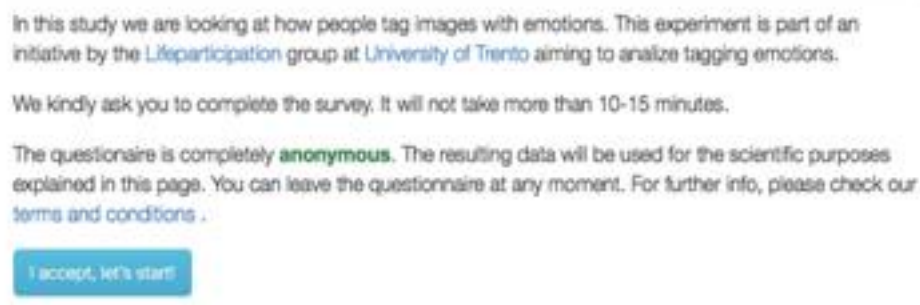 In this study we are looking at how people tag images with emotions. This experiment is part of an
initiative by the Lifeparticipation group at University of Trento aiming to analize tagging emotions.
We kindly ask you to complete the survey. It will not take more than 10-15 minutes.
The questionaire is completely anonymous. The resulting data will be used for the scientific purposes
explained in this page. You can leave the questionnaire at any moment. For further info, please check our
terms and conditions .
I accept, let's start!